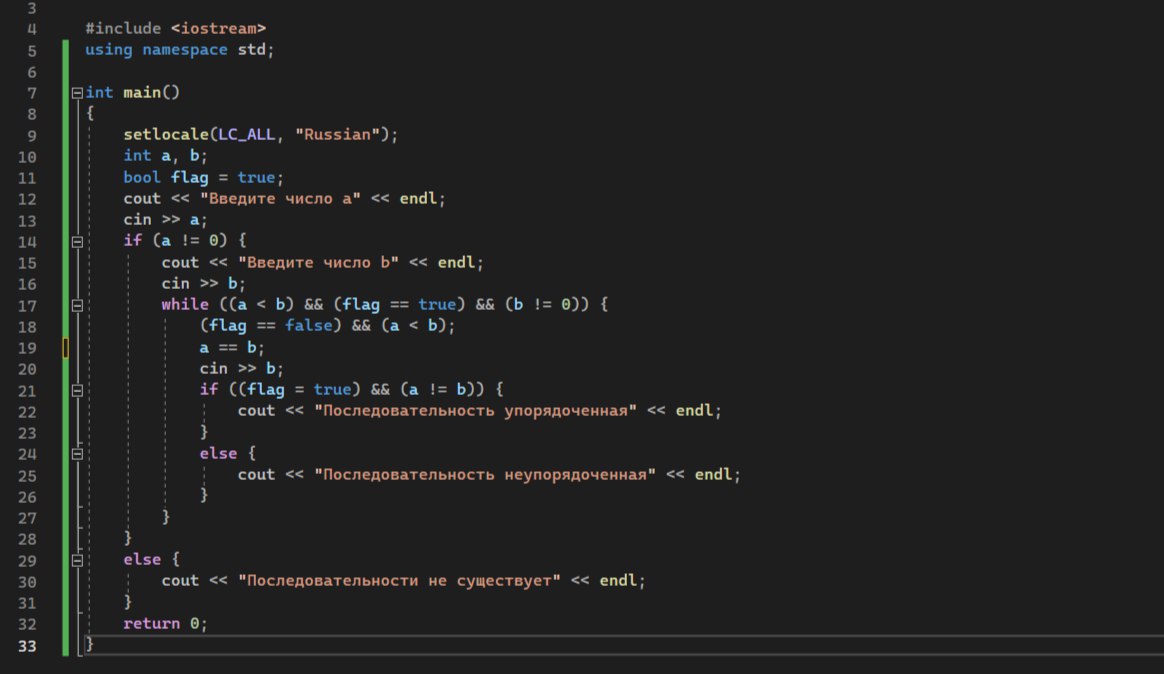 3
4 #include <iostream>
5 using namespace std;
6
7 int main()
8 {
9 setlocale(LC_ALL, "Russian");
10 int a, b;
11 bool flag = true;
12 cout << "Введите число a" << endl;
13 cin >> a;
14 if (a != 0) {
15 cout << "Введите число b" << endl;
16 cin >> b;
17 while ((a < b) && (flag == true) && (b != 0)) {
18 (flag == false) && (a < b);
19 a == b;
20 cin >> b;
21 if ((flag = true) && (a != b)) {
22 cout << "Последовательность упорядоченная" << endl;
23 }
24 else {
25 cout << "Последовательность неупорядоченная" << endl;
26 }
27 }
28 }
29 else {
30 cout << "Последовательности не существует" << endl;
31 }
32 return 0;
33 }